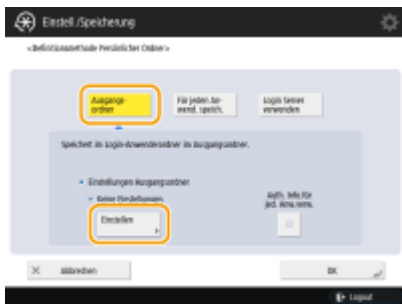 Einstell./Speicherung
<Definitionsmethode Persönlicher Ordner>
Ausgangs-
ordner
Für jeden An-
wend. speich.
Login Server
verwenden
Speichert im Login-Anwenderordner im Ausgangsordner.
Einstellungen Ausgangsordner
Keine Einstellungen
Einstellen
Auth. Info. für
jed. Anw.
Abbrechen
OK
Logout